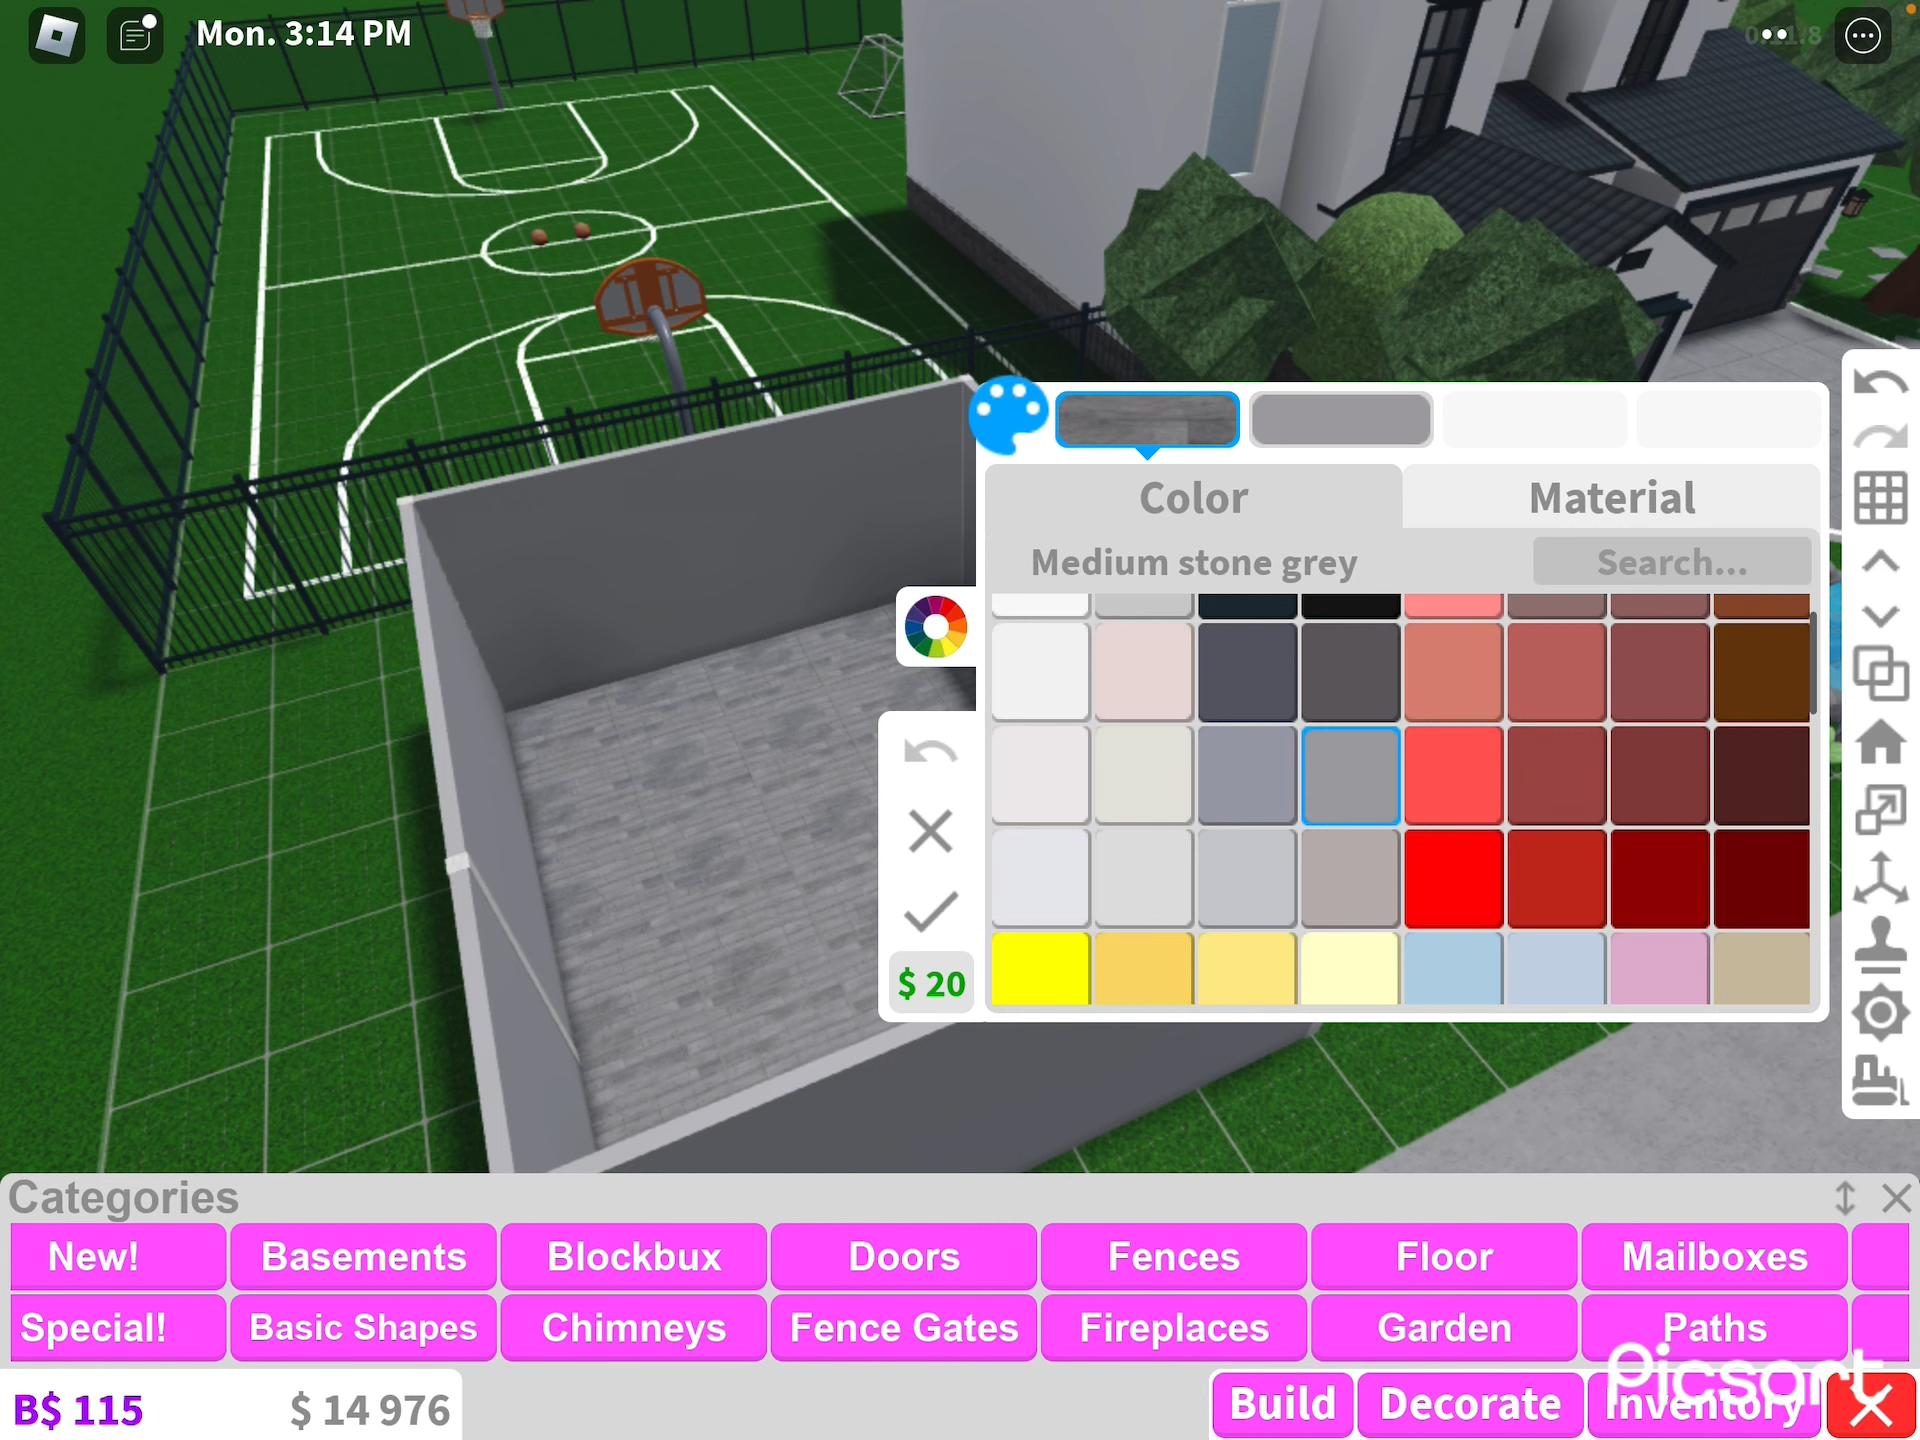 Mon. 3:14 PM
Color
Material
Medium stone grey
Search...
$ 20
Categories
New!
Basements
Blockbux
Doors
Fences
Floor
Mailboxes
Special!
Basic Shapes
Chimneys
Fence Gates
Fireplaces
Garden
Paths
B$ 115
$ 14 976
Build
Decorate
Inventory
Picsart